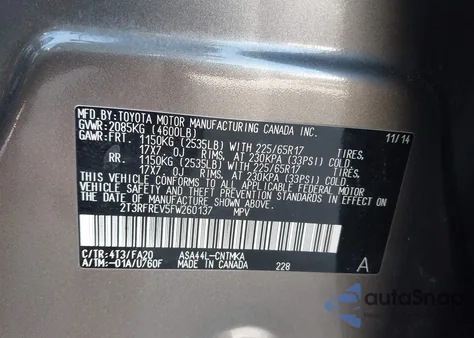 MFD. BY: TOYOTA MOTOR MANUFACTURING CANADA INC.
GVWR: 2085KG (4600LB) 11/14
GAWR: FRT. 1150KG (2535LB) WITH 225/65R17 TIRES,
17X7, 0J RIMS, AT 230KPA (33PSI) COLD.
RR. 1150KG (2535LB) WITH 225/65R17 TIRES,
17X7, 0J RIMS, AT 230KPA (33PSI) COLD.
THIS VEHICLE CONFORMS TO ALL APPLICABLE FEDERAL MOTOR
VEHICLE SAFETY STANDARDS IN EFFECT ON THE DATE OF
MANUFACTURE SHOWN ABOVE.
2T3RFREV5FW260137 MPV
C/TR: 4T3/FA20 ASA44L-CNTMKA
A/TM: -01A/U760F MADE IN CANADA 228 A
autoSnap